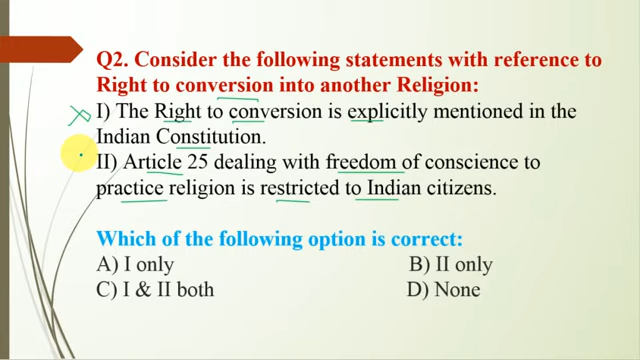 Q2. Consider the following statements with reference to
Right to conversion into another Religion:
I) The Right to conversion is explicitly mentioned in the
Indian Constitution.
II) Article 25 dealing with freedom of conscience to
practice religion is restricted to Indian citizens.
Which of the following option is correct:
A) I only B) II only
C) I & II both D) None